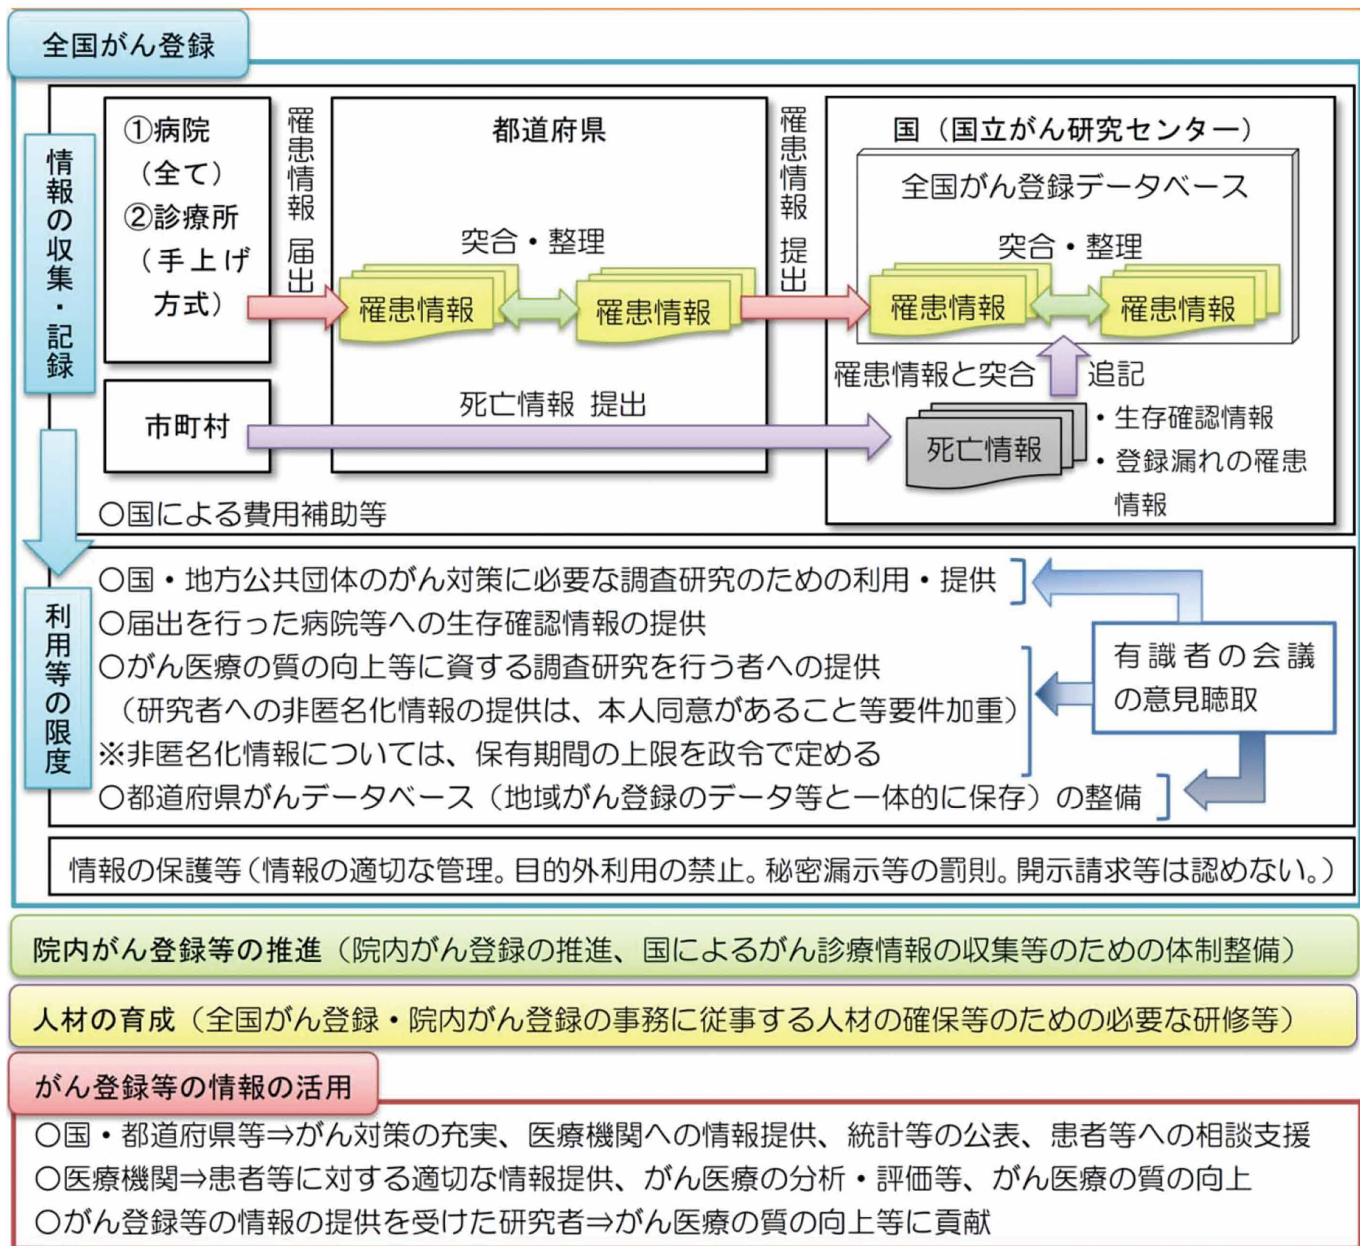 全国がん登録
情報の収集・記録
①病院
（全て）
②診療所
（手上げ
方式）
罹患情報 届出
都道府県
突合・整理
罹患情報
罹患情報
罹患情報 提出
国（国立がん研究センター）
全国がん登録データベース
突合・整理
罹患情報
罹患情報
罹患情報と突合
追記
市町村
死亡情報 提出
死亡情報
・生存確認情報
・登録漏れの罹患
情報
○国による費用補助等
利用等の限度
○国・地方公共団体のがん対策に必要な調査研究のための利用・提供
○届出を行った病院等への生存確認情報の提供
○がん医療の質の向上等に資する調査研究を行う者への提供
（研究者への非匿名化情報の提供は、本人同意があること等要件加重）
※非匿名化情報については、保有期間の上限を政令で定める
○都道府県がんデータベース（地域がん登録のデータ等と一体的に保存）の整備
有識者の会議
の意見聴取
情報の保護等（情報の適切な管理。目的外利用の禁止。秘密漏示等の罰則。開示請求等は認めない。）
院内がん登録等の推進（院内がん登録の推進、国によるがん診療情報の収集等のための体制整備）
人材の育成（全国がん登録・院内がん登録の事務に従事する人材の確保等のための必要な研修等）
がん登録等の情報の活用
○国・都道府県等⇒がん対策の充実、医療機関への情報提供、統計等の公表、患者等への相談支援
○医療機関⇒患者等に対する適切な情報提供、がん医療の分析・評価等、がん医療の質の向上
○がん登録等の情報の提供を受けた研究者⇒がん医療の質の向上等に貢献